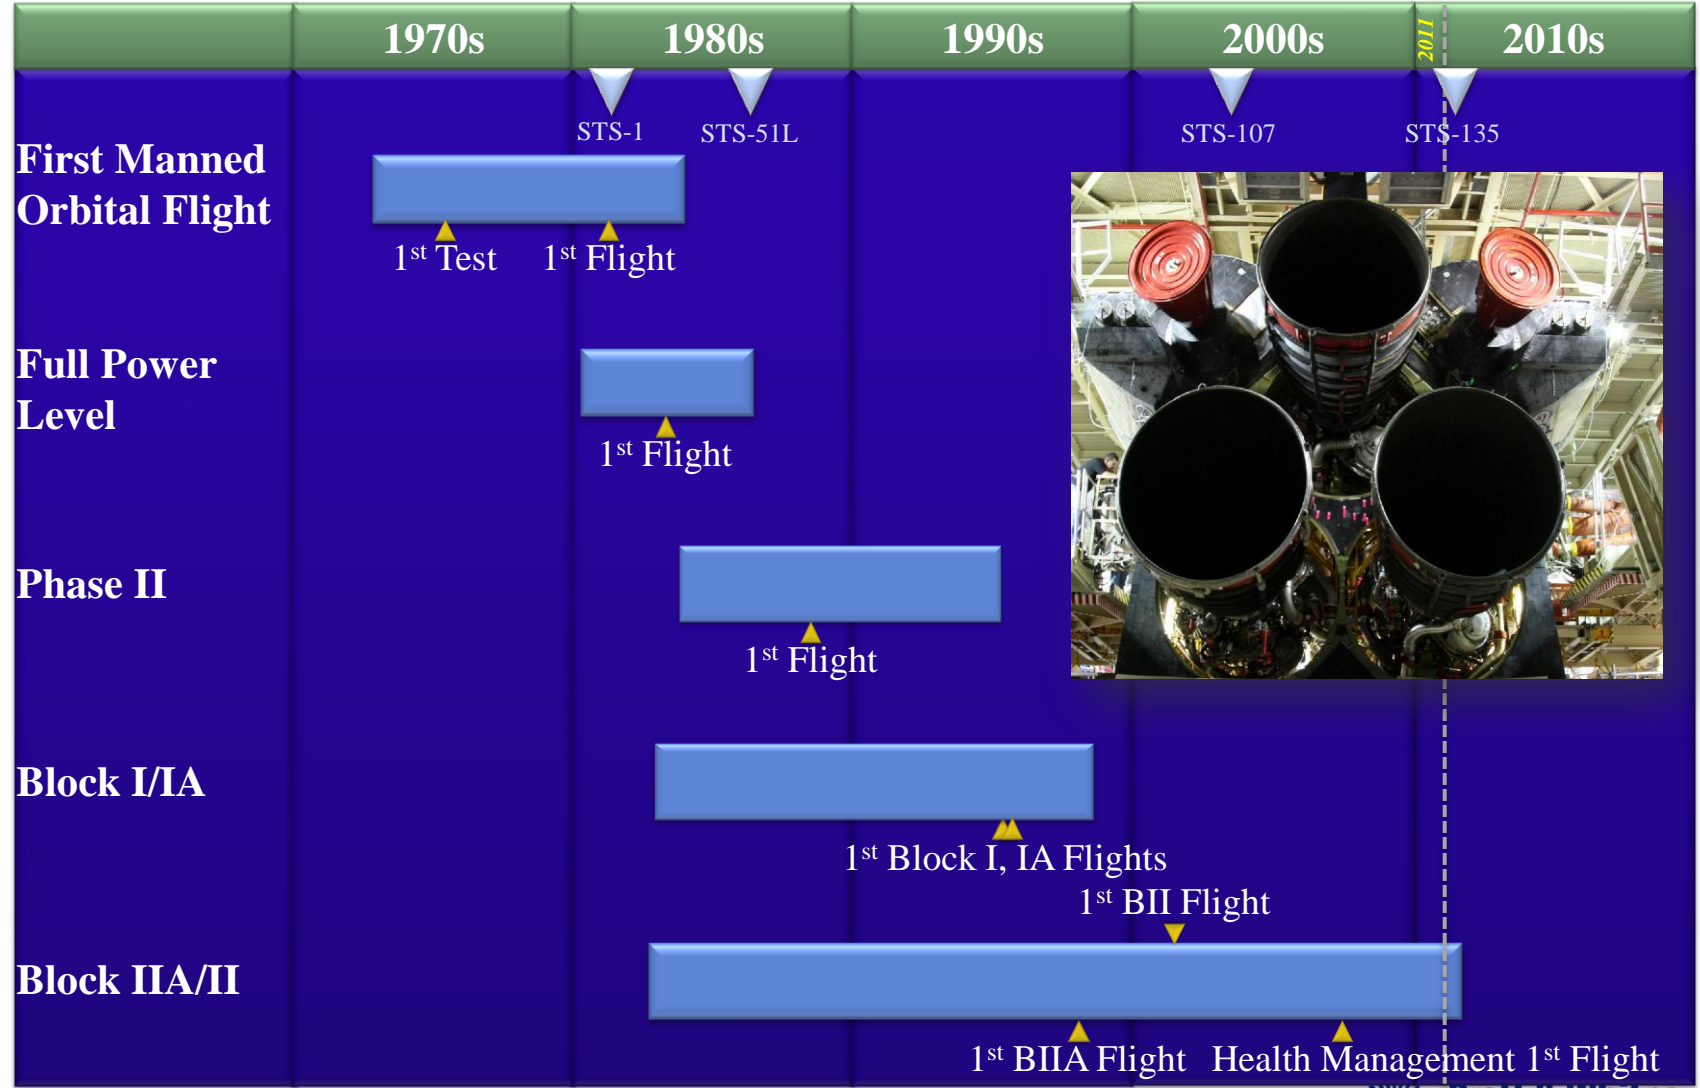 1970s
1980s
1990s
2000s
2011
2010s
STS-1
STS-51L
STS-107
STS-135
First Manned
Orbital Flight
1st Test
1st Flight
Full Power
Level
1st Flight
Phase II
1st Flight
Block I/IA
1st Block I, IA Flights
1st BII Flight
Block IIA/II
1st BIIA Flight
Health Management 1st Flight